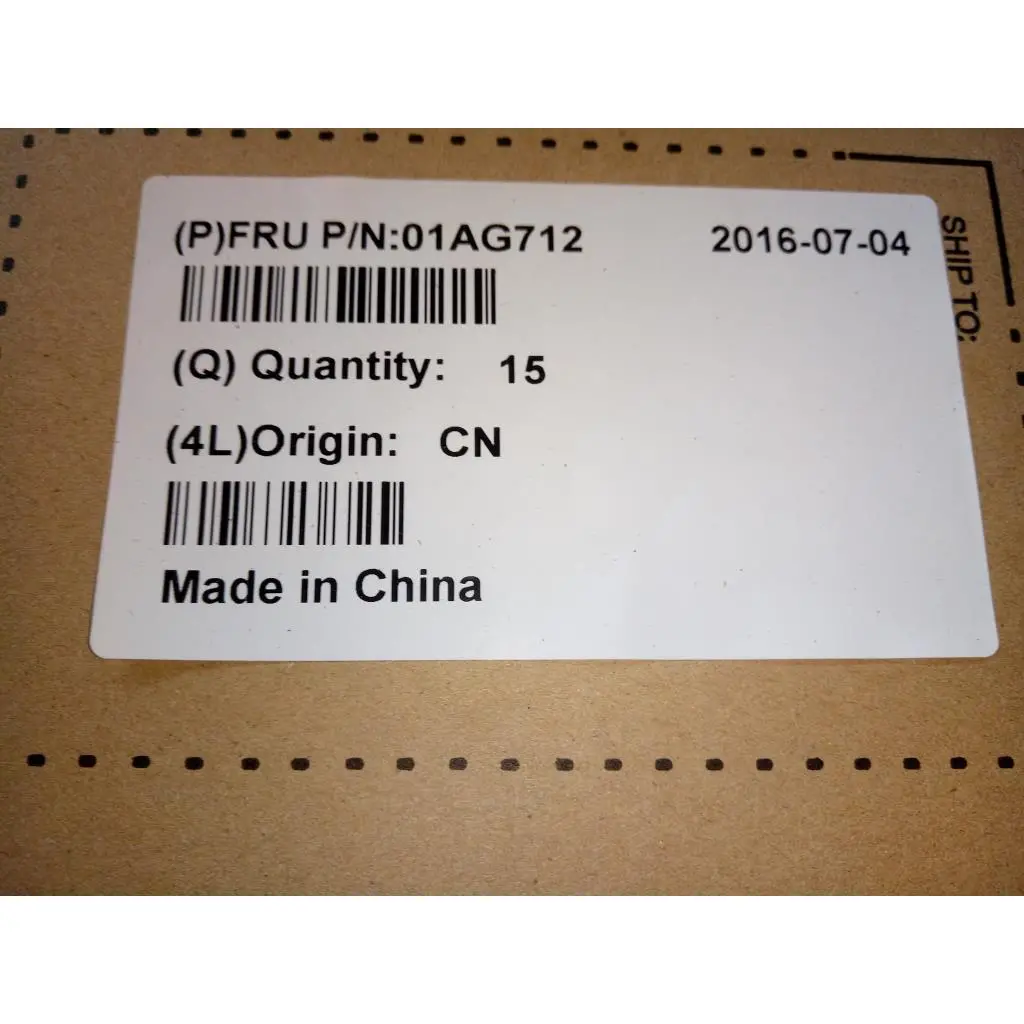 (P)FRU P/N:01AG712 2016-07-04
(Q) Quantity: 15
(4L)Origin: CN
Made in China
SHIP TO: